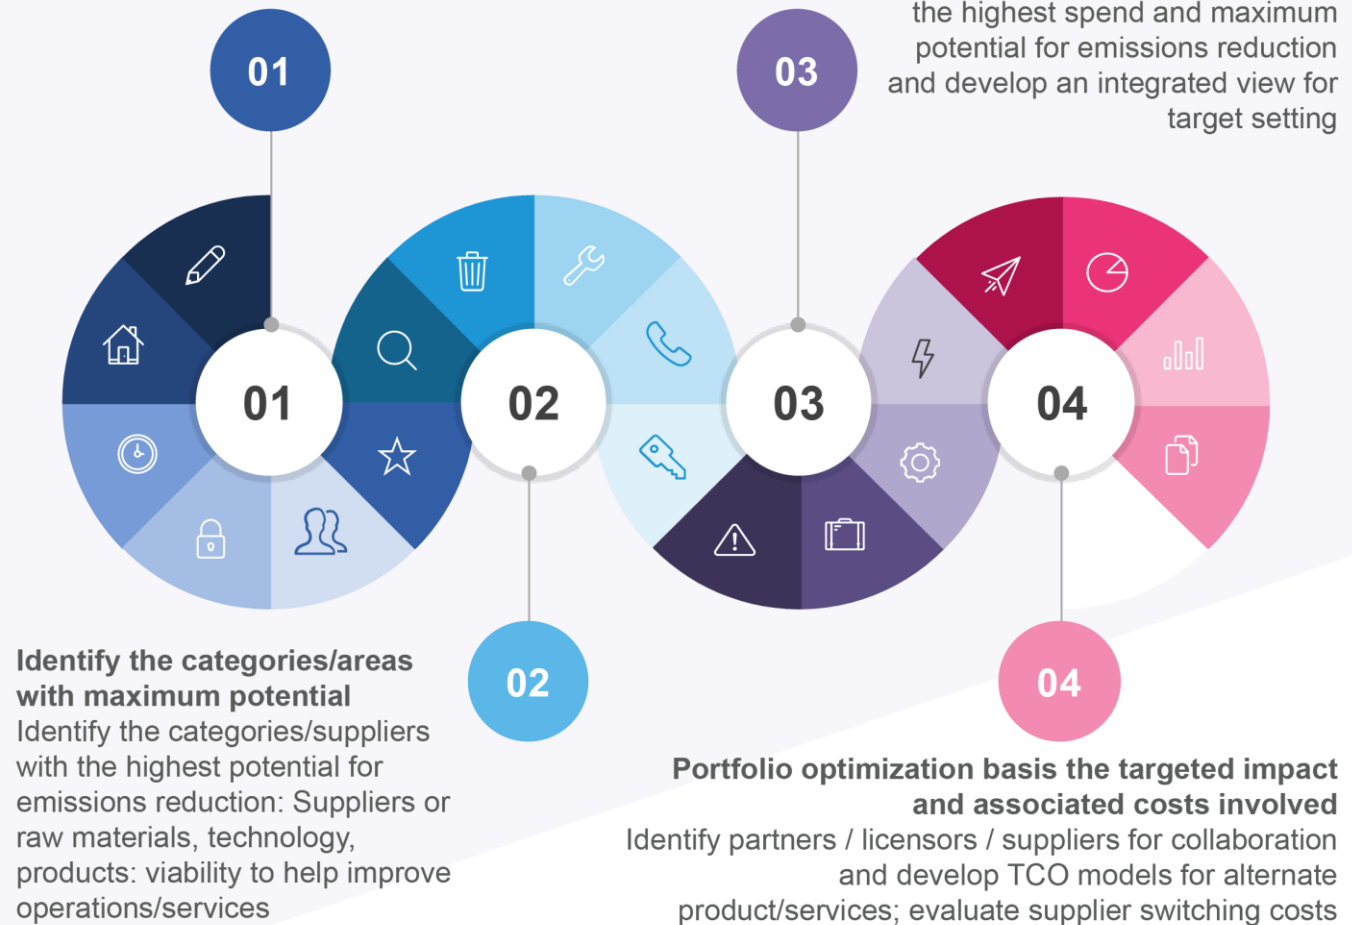 the highest spend and maximum
potential for emissions reduction
and develop an integrated view for
target setting
01
03
01
02
03
04
02
04
Identify the categories/areas
with maximum potential
Identify the categories/suppliers
with the highest potential for
emissions reduction: Suppliers or
raw materials, technology,
products: viability to help improve
operations/services
Portfolio optimization basis the targeted impact
and associated costs involved
Identify partners / licensors / suppliers for collaboration
and develop TCO models for alternate
product/services; evaluate supplier switching costs